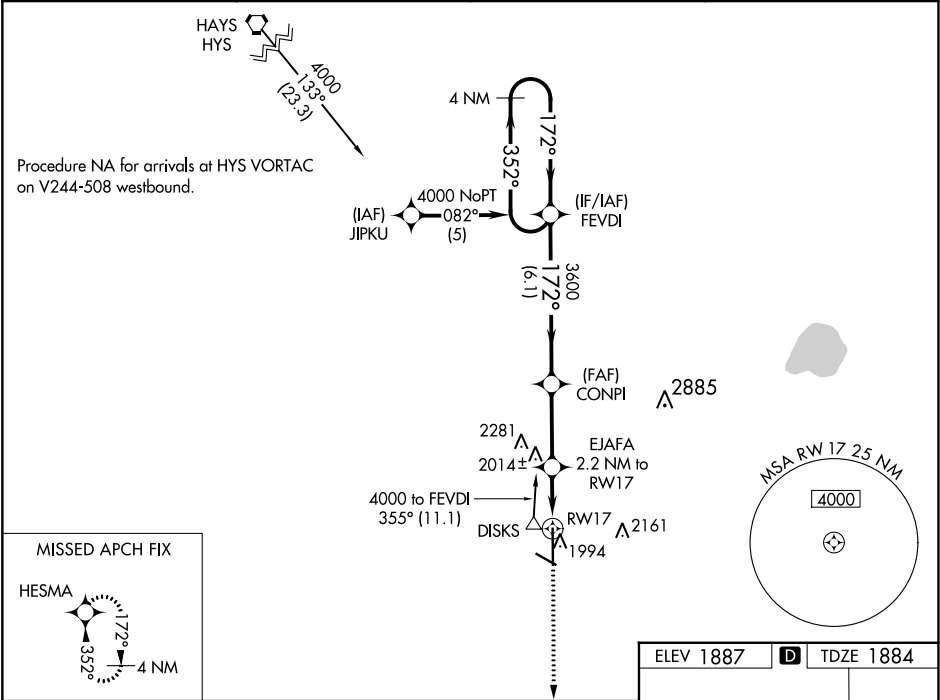 HAYS
HYS
4000
133°
(23.3)
4 NM
172°
352°
Procedure NA for arrivals at HYS VORTAC
on V244-508 westbound.
4000 NoPT
082°
(5)
(IAF)
JIPKU
(IF/IAF)
FEVDI
3600
172°
(6.1)
(FAF)
CONPI
2885
2281
2014±
EJAFA
2.2 NM to
RW17
4000 to FEVDI
355° (11.1)
DISKS
RW17
2161
1994
MSA RW 17 25 NM
4000
MISSED APCH FIX
HESMA
172°
352°
4 NM
ELEV 1887 D TDZE 1884